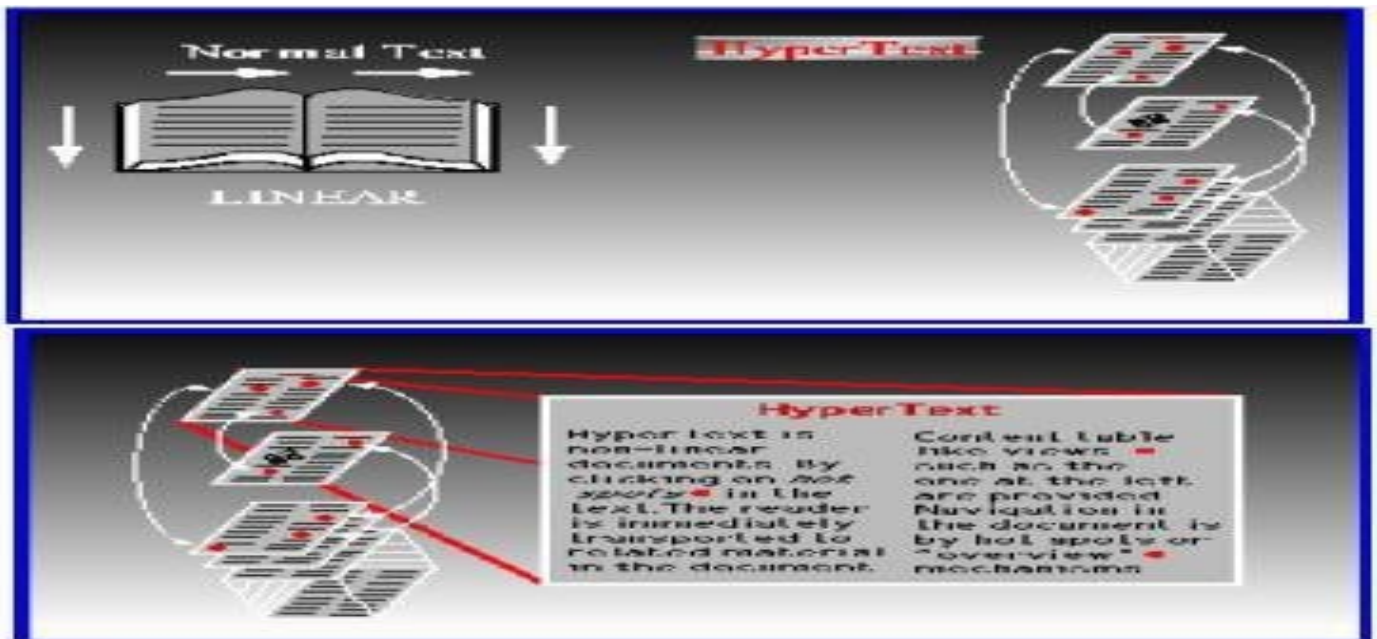 Normal Text
LINEAR
HyperText
HyperText
HyperText is
non-linear
documents By
clicking on hot
spots in the
text. The reader
is immediately
transported to
related material
in the document
Content table
like views
such as the
one at the left
are provided
Navigation in
the document is
by hot spots or
"overview"
mechanisms